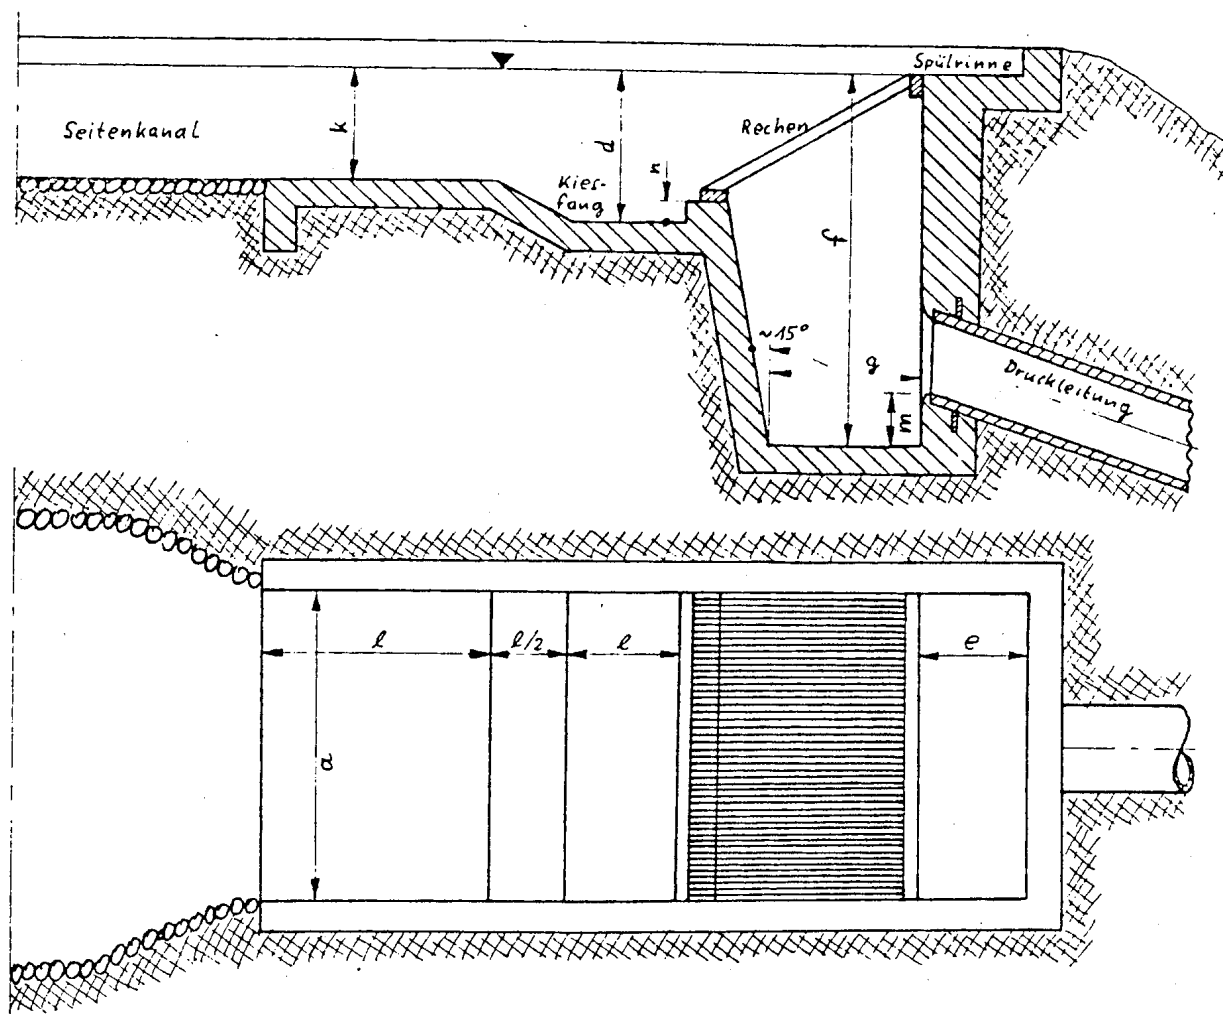 Spülrinne
Seitenkanal
k
d
Rechen
Kies-
fang
n
f
~15°
g
m
Druckleitung
l
l/2
l
e
a